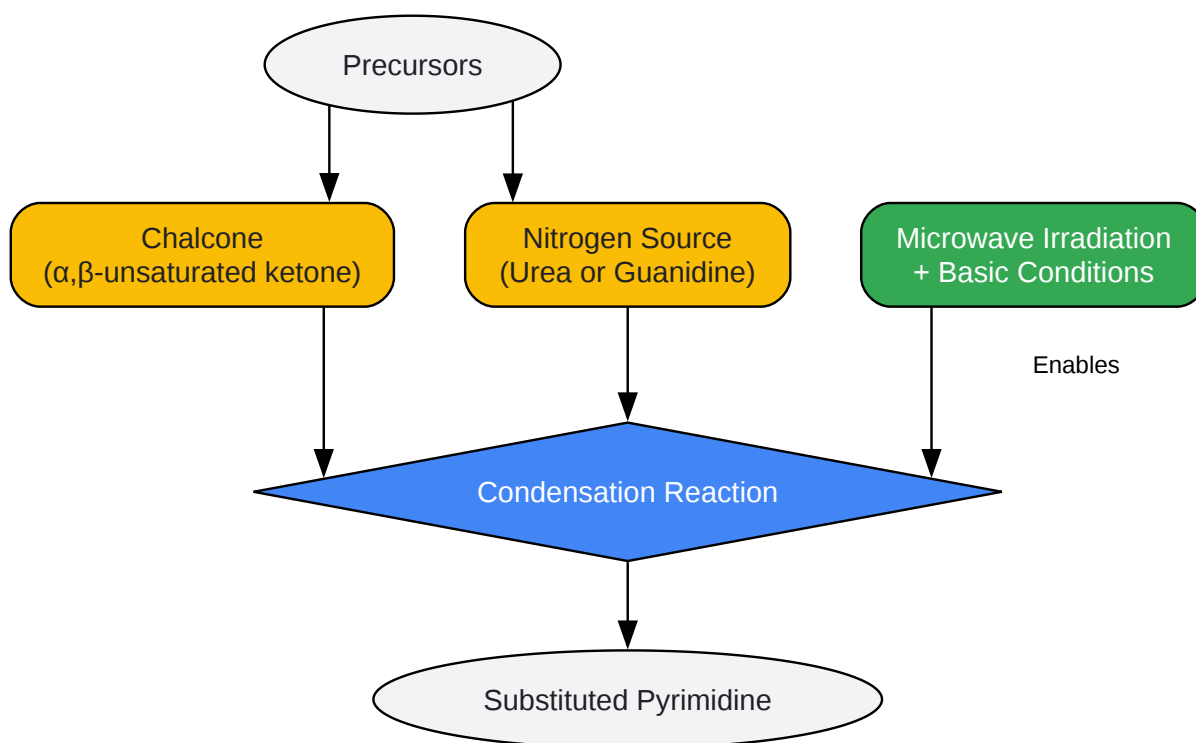 Precursors
Chalcone
(α,β-unsaturated ketone)
Nitrogen Source
(Urea or Guanidine)
Microwave Irradiation
+ Basic Conditions
Enables
Condensation Reaction
Substituted Pyrimidine